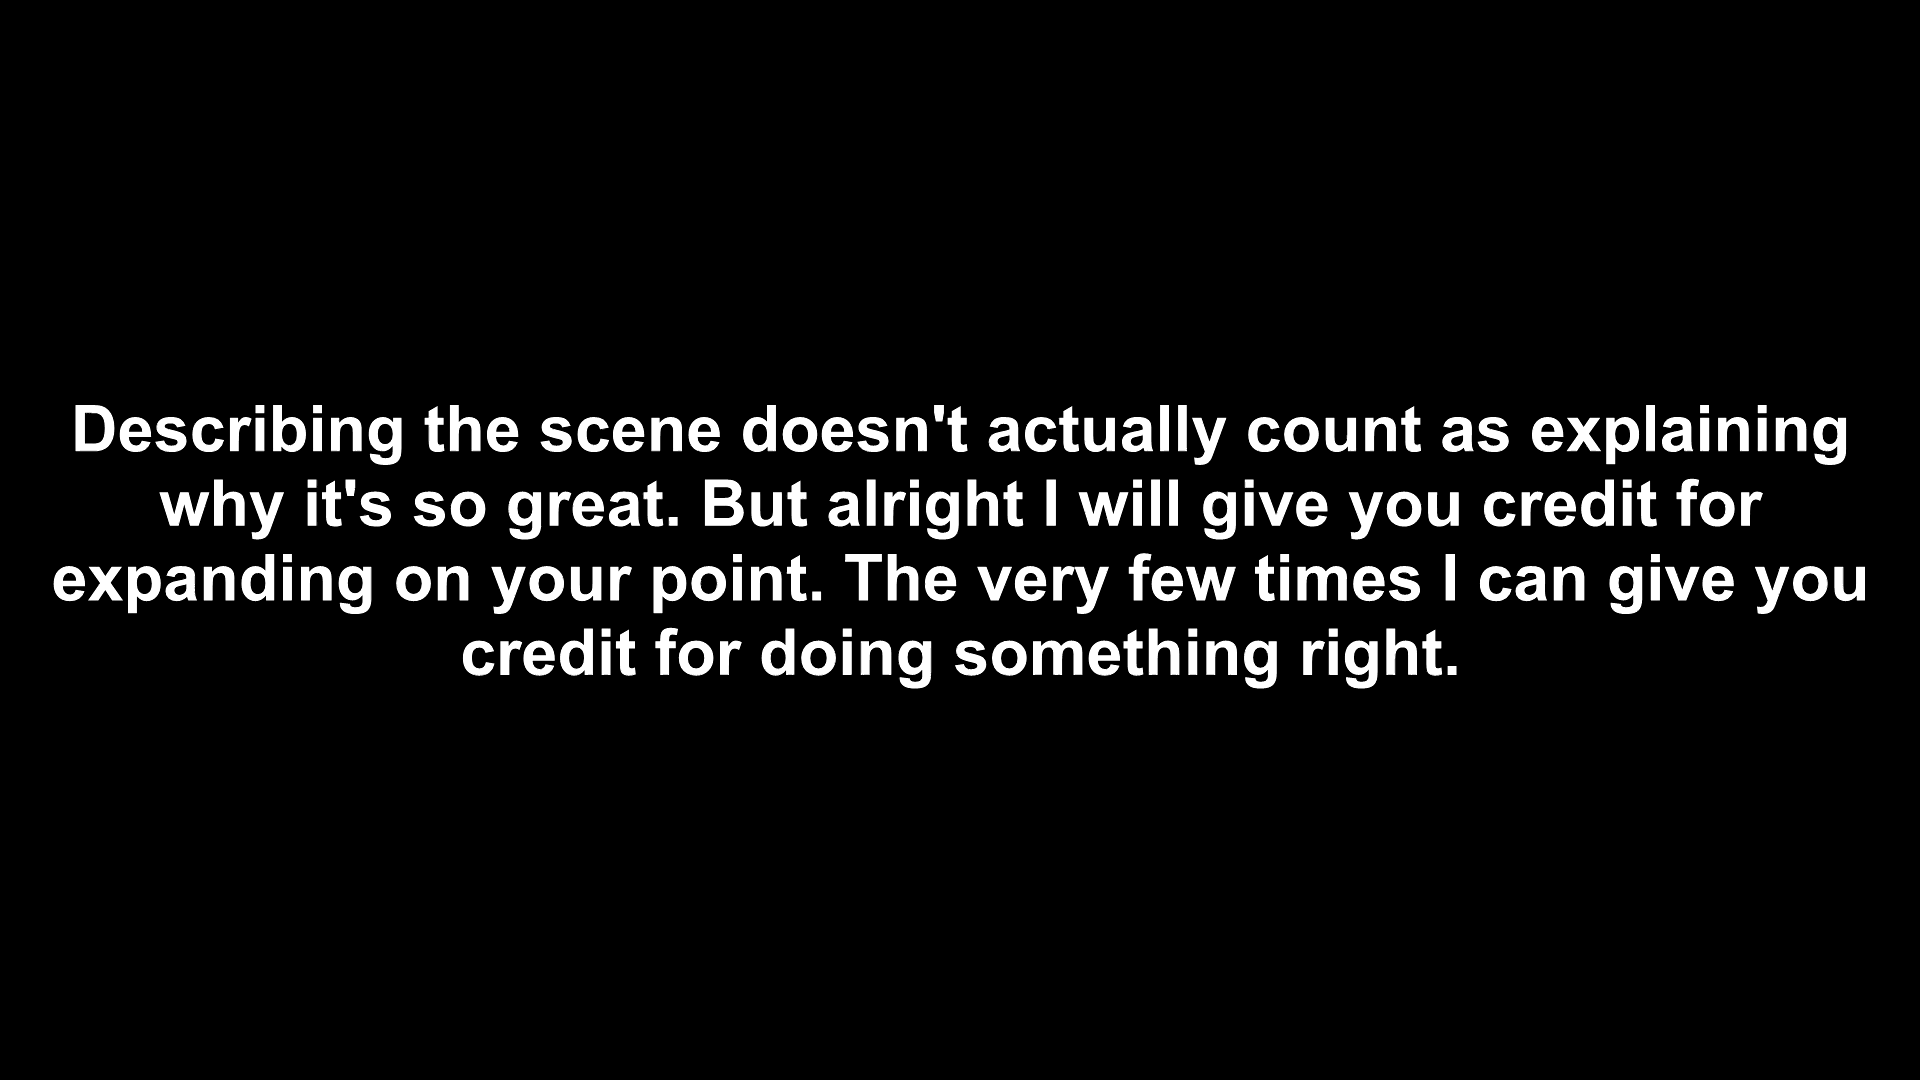 Describing the scene doesn't actually count as explaining
why it's so great. But alright I will give you credit for
expanding on your point. The very few times I can give you
credit for doing something right.